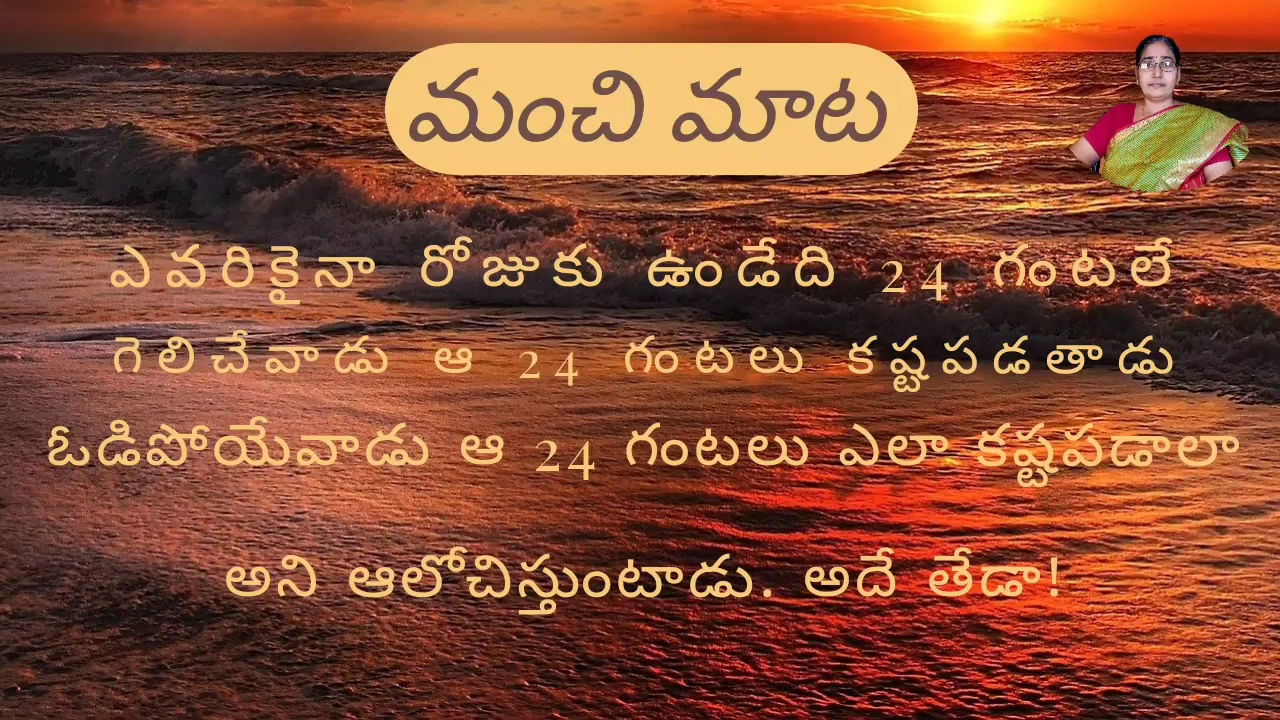 మంచి మాట
ఎవరికైనా రోజుకు ఉండేది 24 గంటలే
గెలిచేవాడు ఆ 24 గంటలు కష్టపడతాడు
ఓడిపోయేవాడు ఆ 24 గంటలు ఎలా కష్టపడాలా
అని ఆలోచిస్తుంటాడు. అదే తేడా!